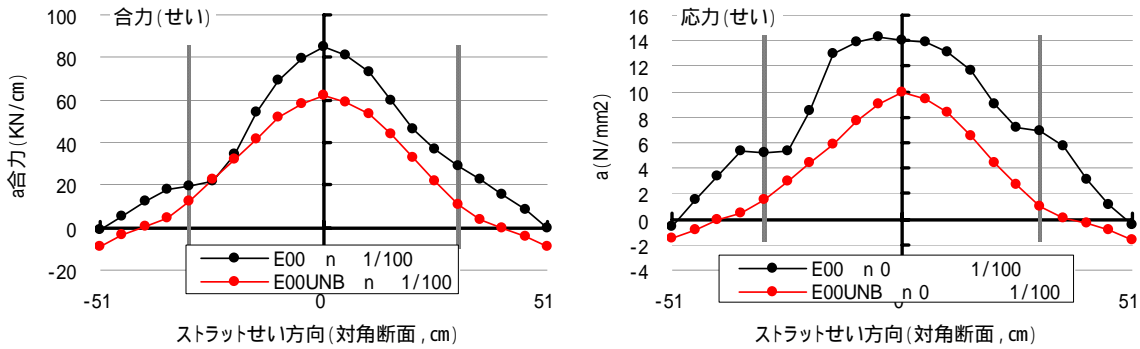 合力(せい)
100
80
60
40
20
0
-20
a合力(KN/cm)
E00 n 1/100
E00UNB n 1/100
-51 0 51
ストラットせい方向(対角断面,cm)
応力(せい)
16
14
12
10
8
6
4
2
0
-2
-4
a(N/mm2)
E00 n 0 1/100
E00UNB n 0 1/100
-51 0 51
ストラットせい方向(対角断面,cm)